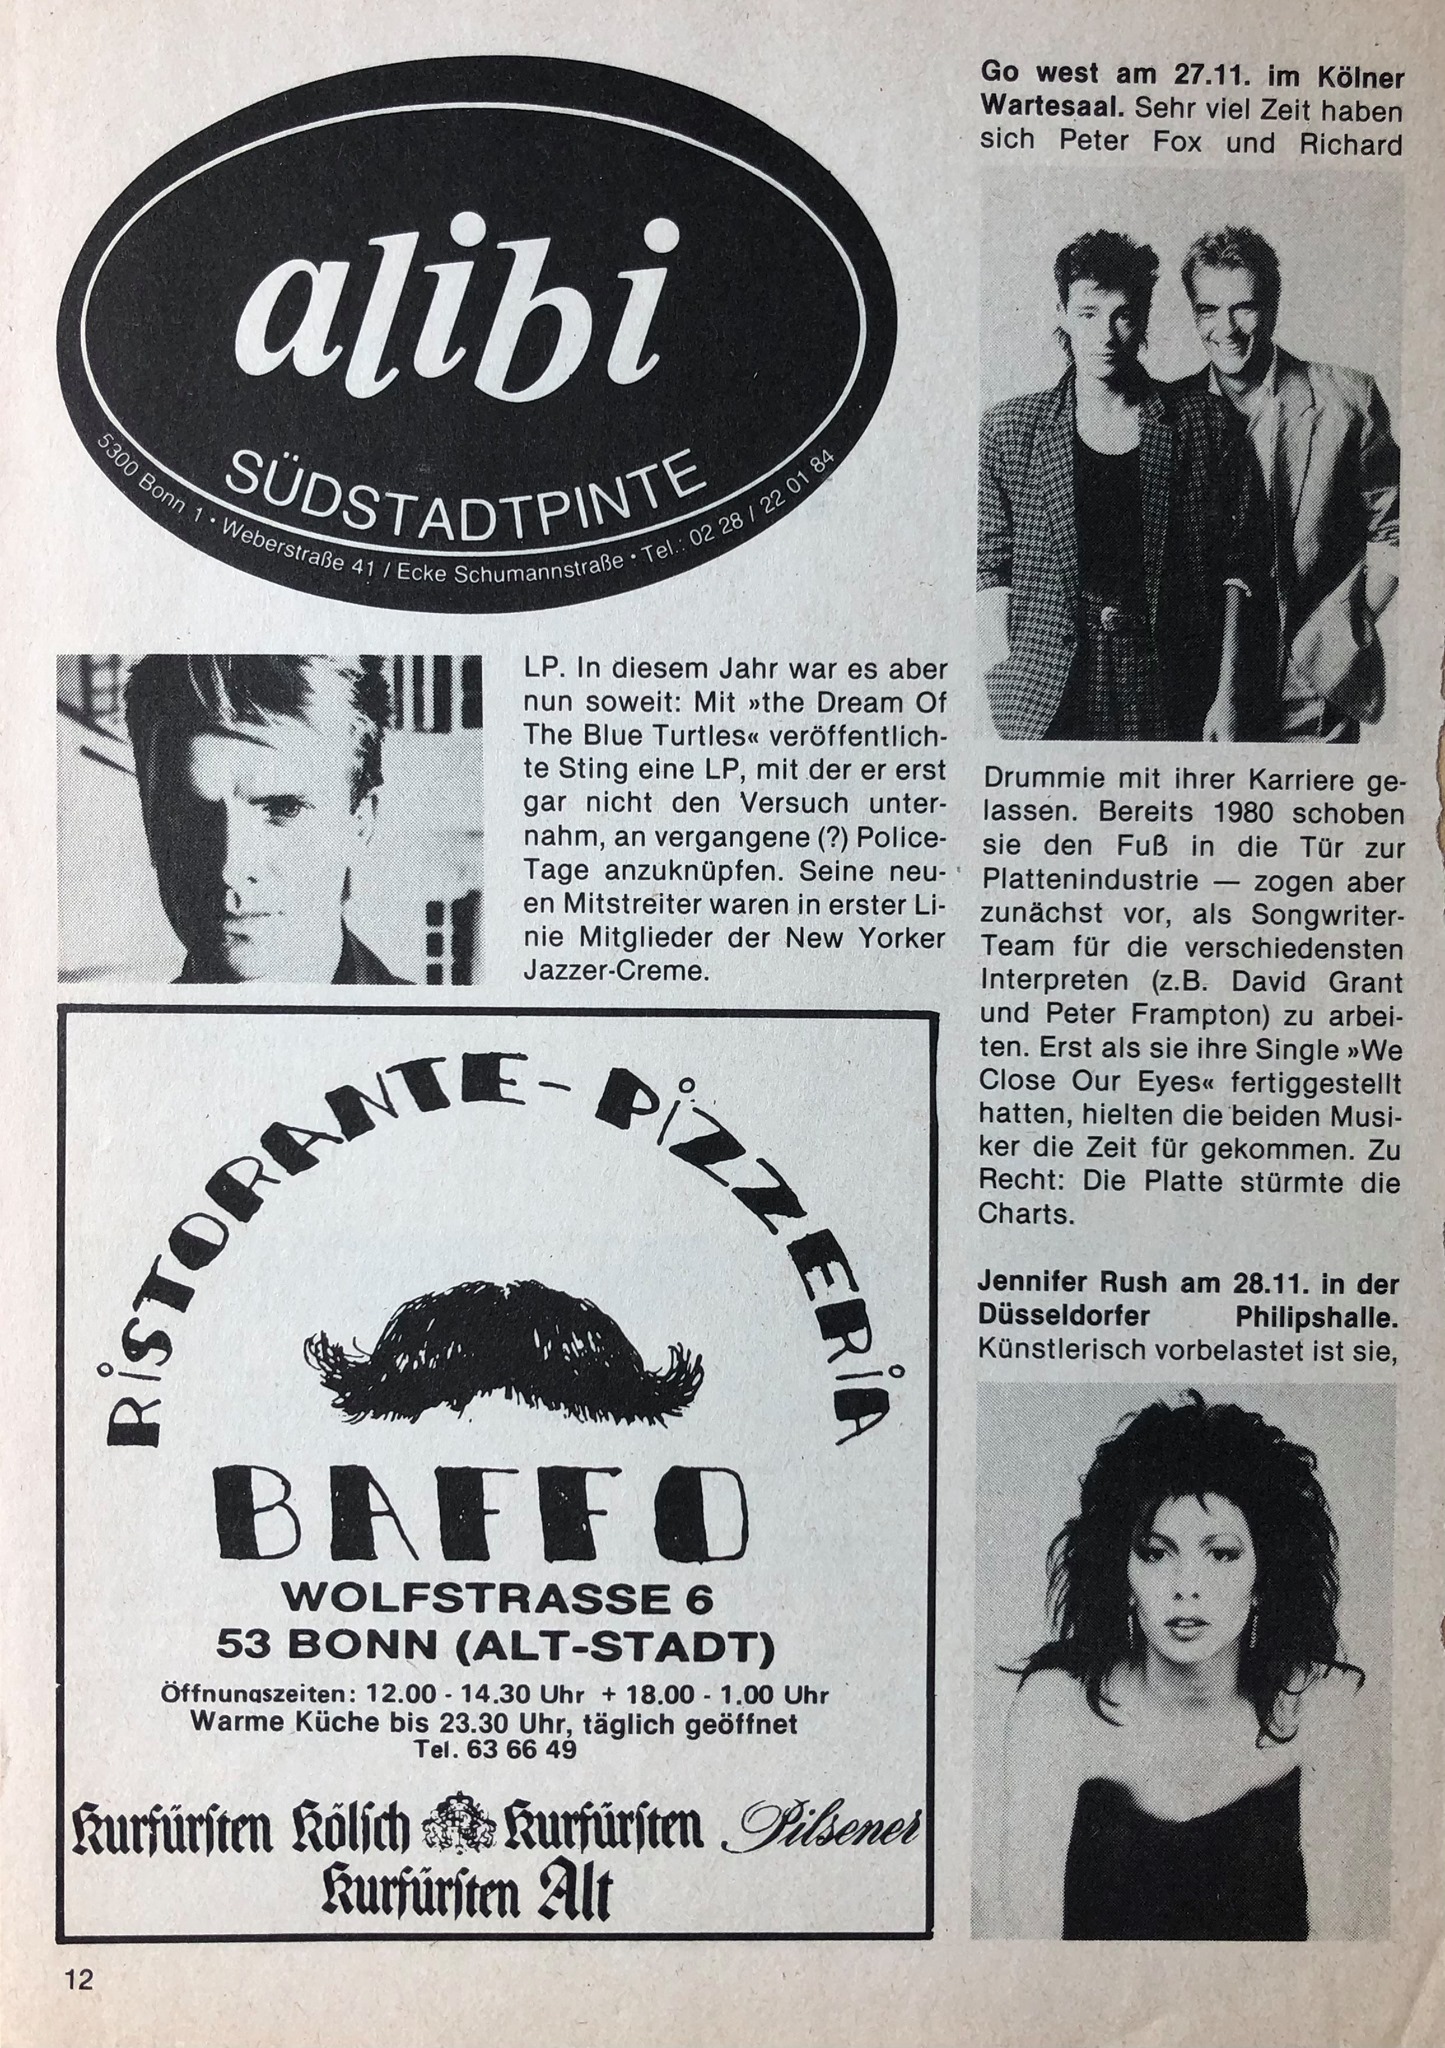 alibi
SÜDSTADTPINTE
5300 Bonn 1 · Weberstraße 41 / Ecke Schumannstraße · Tel.: 02 28 / 22 01 84
LP. In diesem Jahr war es aber
nun soweit: Mit »the Dream Of
The Blue Turtles« veröffentlich-
te Sting eine LP, mit der er erst
gar nicht den Versuch unter-
nahm, an vergangene (?) Police-
Tage anzuknüpfen. Seine neu-
en Mitstreiter waren in erster Li-
nie Mitglieder der New Yorker
Jazzer-Creme.
RISTORANTE-PIZZERIA
BAFFO
WOLFSTRASSE 6
53 BONN (ALT-STADT)
Öffnungszeiten: 12.00 - 14.30 Uhr + 18.00 - 1.00 Uhr
Warme Küche bis 23.30 Uhr, täglich geöffnet
Tel. 63 66 49
Kurfürsten Kölsch Kurfürsten Pilsener
Kurfürsten Alt
12
Go west am 27.11. im Kölner
Wartesaal. Sehr viel Zeit haben
sich Peter Fox und Richard
Drummie mit ihrer Karriere ge-
lassen. Bereits 1980 schoben
sie den Fuß in die Tür zur
Plattenindustrie — zogen aber
zunächst vor, als Songwriter-
Team für die verschiedensten
Interpreten (z.B. David Grant
und Peter Frampton) zu arbei-
ten. Erst als sie ihre Single »We
Close Our Eyes« fertiggestellt
hatten, hielten die beiden Musi-
ker die Zeit für gekommen. Zu
Recht: Die Platte stürmte die
Charts.
Jennifer Rush am 28.11. in der
Düsseldorfer Philipshalle.
Künstlerisch vorbelastet ist sie,